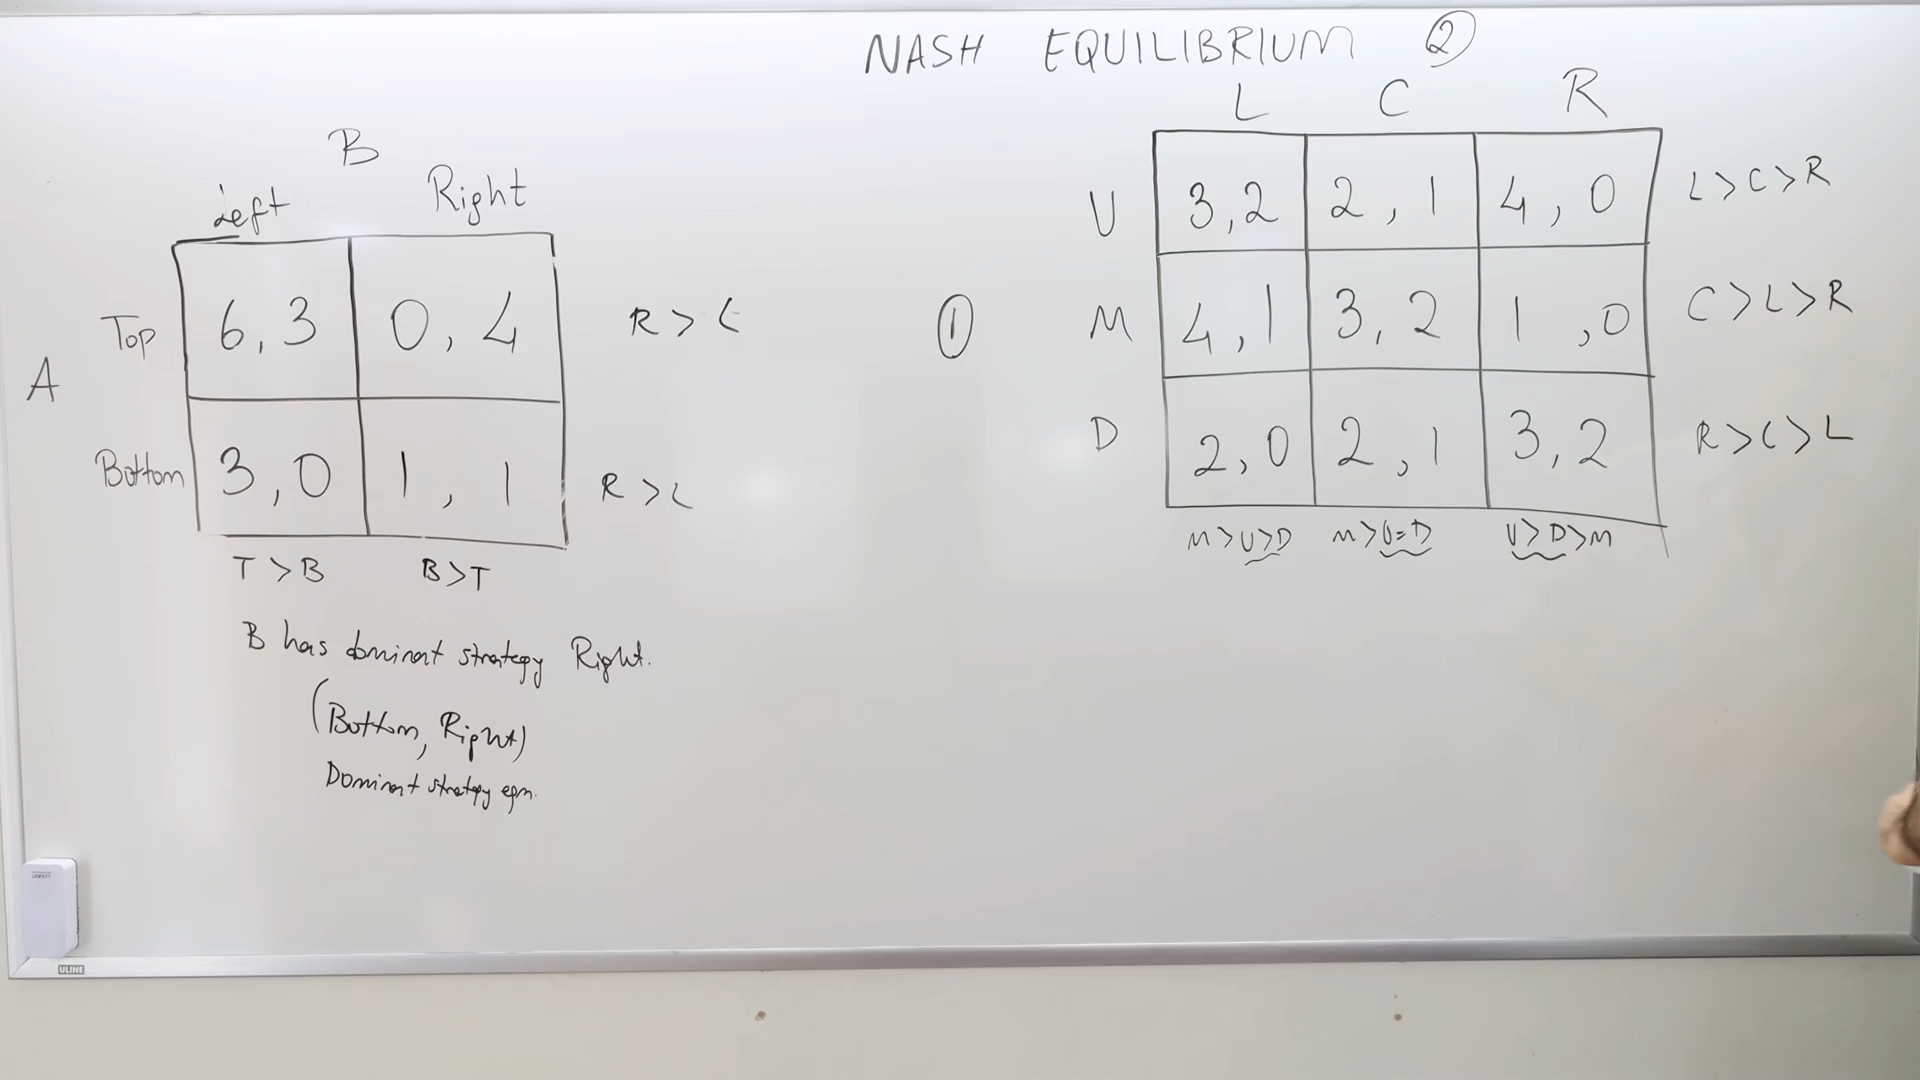 NASH EQUILIBRIUM ②
B
Left Right
A
Top 6,3 0,4 R > L
Bottom 3,0 1,1 R > L
T > B B > T
B has dominant strategy Right.
(Bottom, Right)
Dominant strategy eqm.
L C R
①
U 3,2 2,1 4,0 L > C > R
M 4,1 3,2 1,0 C > L > R
D 2,0 2,1 3,2 R > C > L
M > U > D M > U = D U > D > M
ULINE